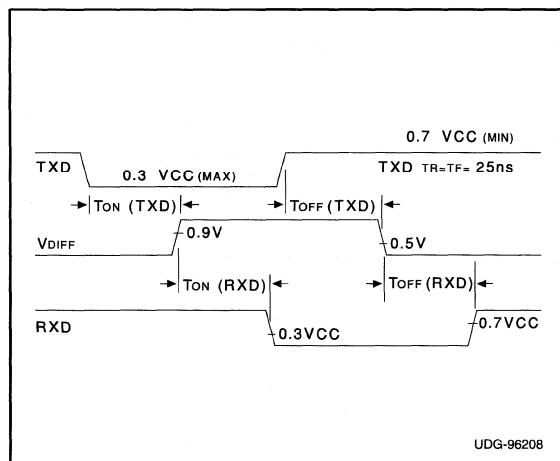 0.7 VCC (MIN)
TXD
0.3 VCC (MAX)
TXD TR=TF= 25ns
TON (TXD)
TOFF (TXD)
VDIFF
0.9V
0.5V
TON (RXD)
TOFF (RXD)
RXD
0.3VCC
0.7VCC
UDG-96208